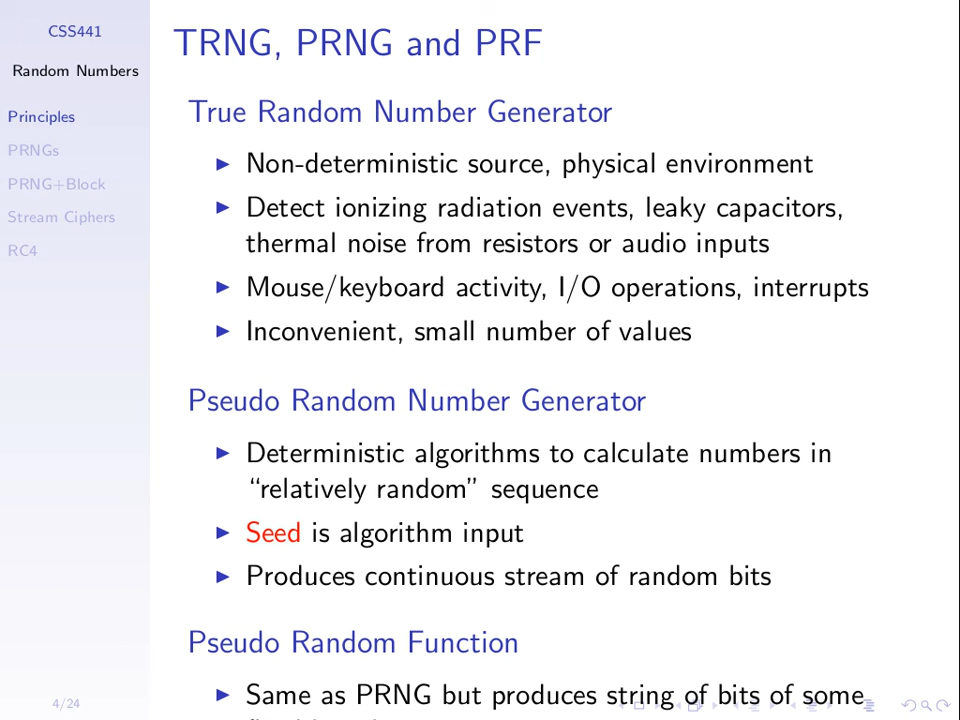 CSS441
Random Numbers
Principles
PRNGs
PRNG+Block
Stream Ciphers
RC4
4/24
TRNG, PRNG and PRF
True Random Number Generator
Non-deterministic source, physical environment
Detect ionizing radiation events, leaky capacitors,
thermal noise from resistors or audio inputs
Mouse/keyboard activity, I/O operations, interrupts
Inconvenient, small number of values
Pseudo Random Number Generator
Deterministic algorithms to calculate numbers in
“relatively random” sequence
Seed is algorithm input
Produces continuous stream of random bits
Pseudo Random Function
Same as PRNG but produces string of bits of some